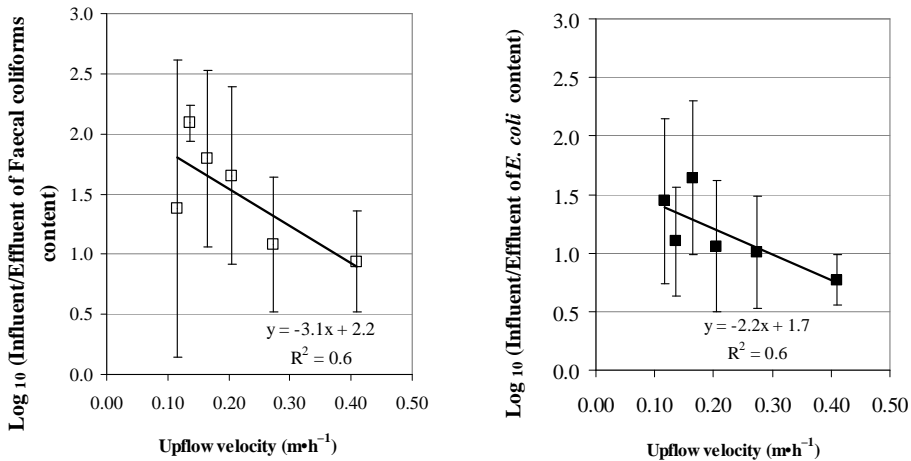 Log 10 (Influent/Effluent of Faecal coliforms
content)
3.0
2.5
2.0
1.5
1.0
0.5
0.0
0.00 0.10 0.20 0.30 0.40 0.50
y = -3.1x + 2.2
R² = 0.6
Upflow velocity (m•h⁻¹)
Log 10 (Influent/Effluent of E. coli content)
3.0
2.5
2.0
1.5
1.0
0.5
0.0
0.00 0.10 0.20 0.30 0.40 0.50
y = -2.2x + 1.7
R² = 0.6
Upflow velocity (m•h⁻¹)